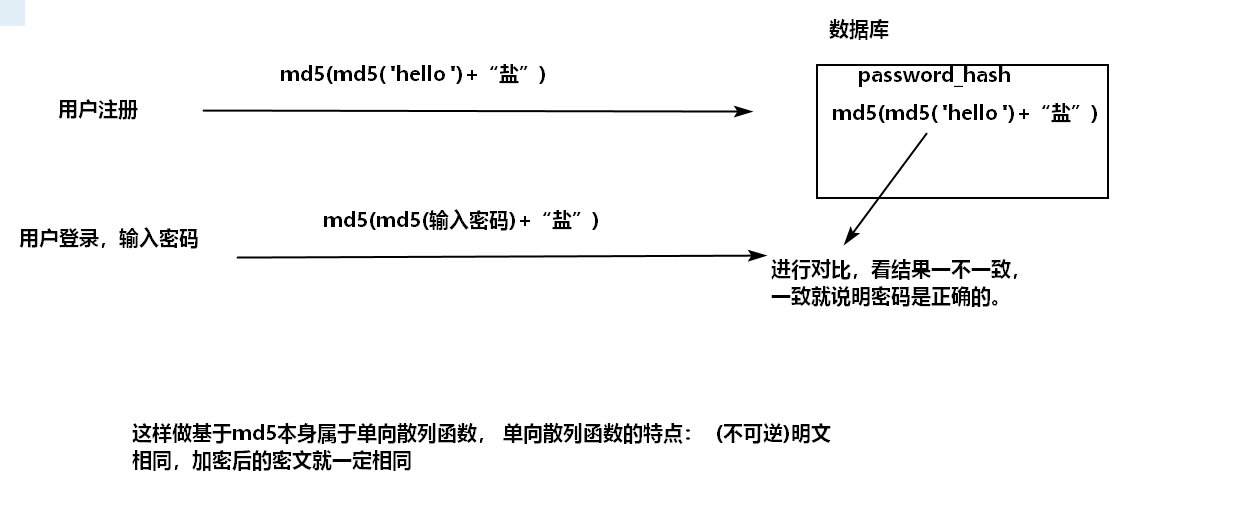 数据库
md5(md5( 'hello ')+“盐”)
password_hash
用户注册
md5(md5( 'hello ')+“盐”)
md5(md5(输入密码)+“盐”)
用户登录，输入密码
进行对比，看结果一不一致，
一致就说明密码是正确的。
这样做基于md5本身属于单向散列函数， 单向散列函数的特点： (不可逆)明文
相同，加密后的密文就一定相同